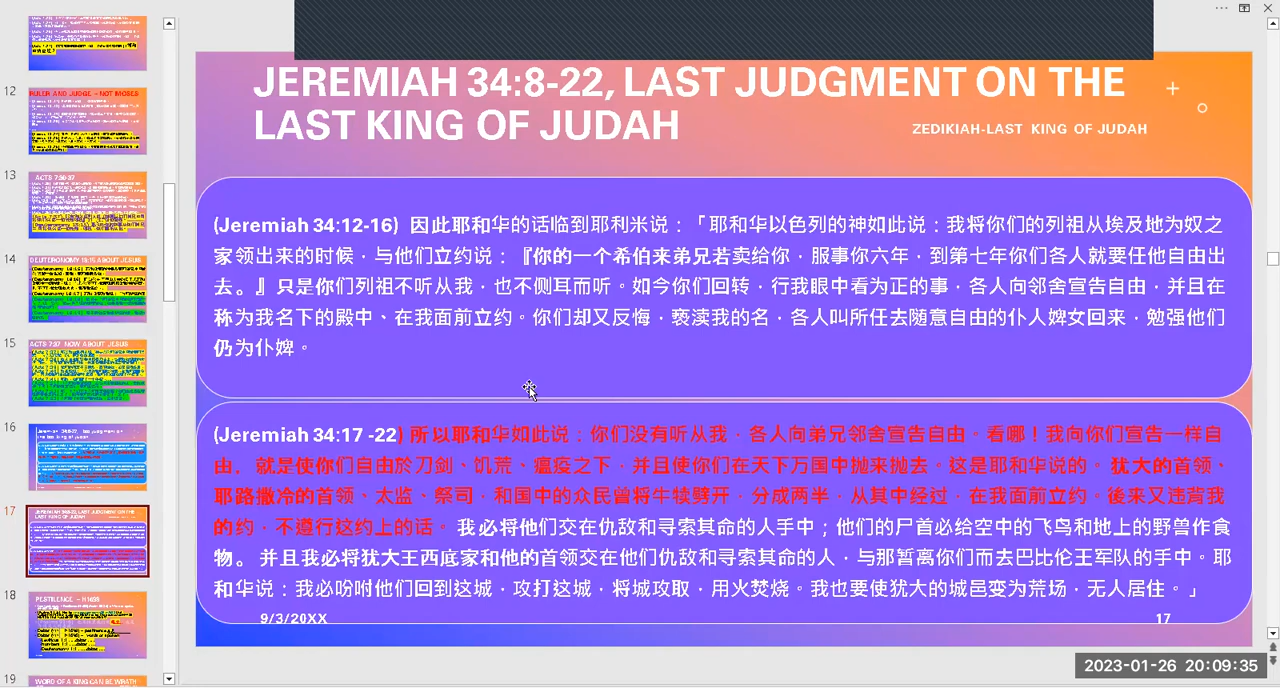 12
RULER AND JUDGE - NOT MOSES
13
ACTS 7:30-37
14
DEUTERONOMY 18:15 ABOUT JESUS
15
ACTS 7:37 NOW ABOUT JESUS
16
Jeremiah 34:8-22, last judgment on
the last king of Judah
17
JEREMIAH 34:8-22, LAST JUDGMENT ON THE
LAST KING OF JUDAH
18
PESTILENCE - H1698
19
WORD OF A KING CAN BE WRATH
JEREMIAH 34:8-22, LAST JUDGMENT ON THE
LAST KING OF JUDAH
ZEDIKIAH-LAST KING OF JUDAH
(Jeremiah 34:12-16) 因此耶和华的话临到耶利米说：「耶和华以色列的神如此说：我将你们的列祖从埃及地为奴之
家领出来的时候，与他们立约说：『你的一个希伯来弟兄若卖给你，服事你六年，到第七年你们各人就要任他自由出
去。』只是你们列祖不听从我，也不侧耳而听。如今你们回转，行我眼中看为正的事，各人向邻舍宣告自由，并且在
称为我名下的殿中、在我面前立约。你们却又反悔，亵渎我的名，各人叫所任去随意自由的仆人婢女回来，勉强他们
仍为仆婢。
(Jeremiah 34:17 -22) 所以耶和华如此说：你们没有听从我，各人向弟兄邻舍宣告自由。看哪！我向你们宣告一样自
由，就是使你们自由於刀剑、饥荒、瘟疫之下，并且使你们在天下万国中抛来抛去。这是耶和华说的。犹大的首领、
耶路撒冷的首领、太监、祭司，和国中的众民曾将牛犊劈开，分成两半，从其中经过，在我面前立约。後来又违背我
的约，不遵行这约上的话。我必将他们交在仇敌和寻索其命的人手中；他们的尸首必给空中的飞鸟和地上的野兽作食
物。并且我必将犹大王西底家和他的首领交在他们仇敌和寻索其命的人，与那暂离你们而去巴比伦王军队的手中。耶
和华说：我必吩咐他们回到这城，攻打这城，将城攻取，用火焚烧。我也要使犹大的城邑变为荒场，无人居住。」
9/3/20XX
17
2023-01-26 20:09:35